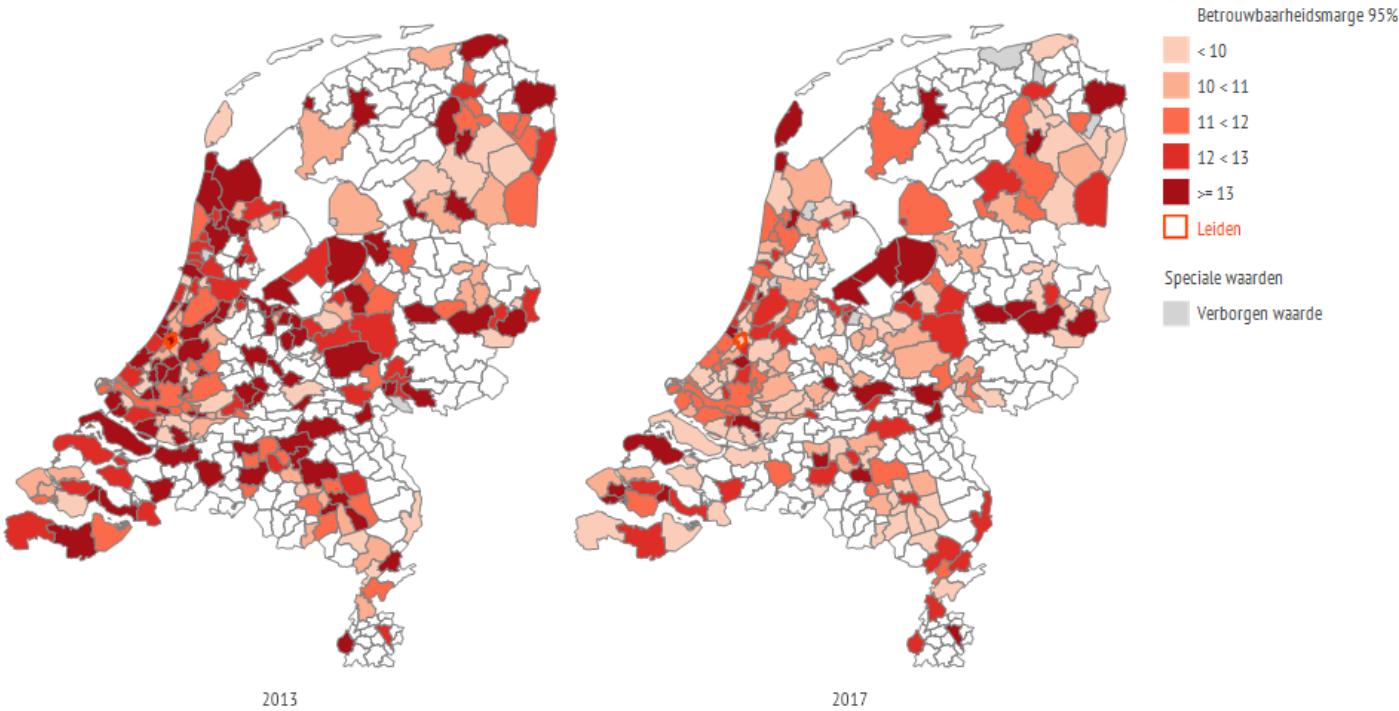 Betrouwbaarheidsmarge 95%
< 10
10 < 11
11 < 12
12 < 13
>= 13
Leiden
Speciale waarden
Verborgen waarde
2013
2017